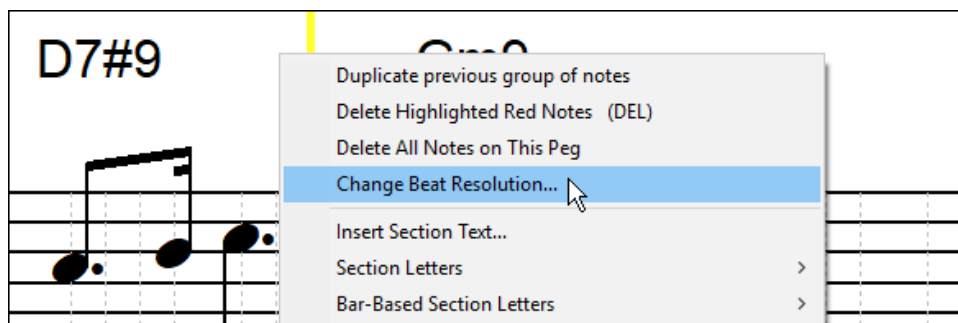 D7#9
Duplicate previous group of notes
Delete Highlighted Red Notes (DEL)
Delete All Notes on This Peg
Change Beat Resolution...
Insert Section Text...
Section Letters
Bar-Based Section Letters